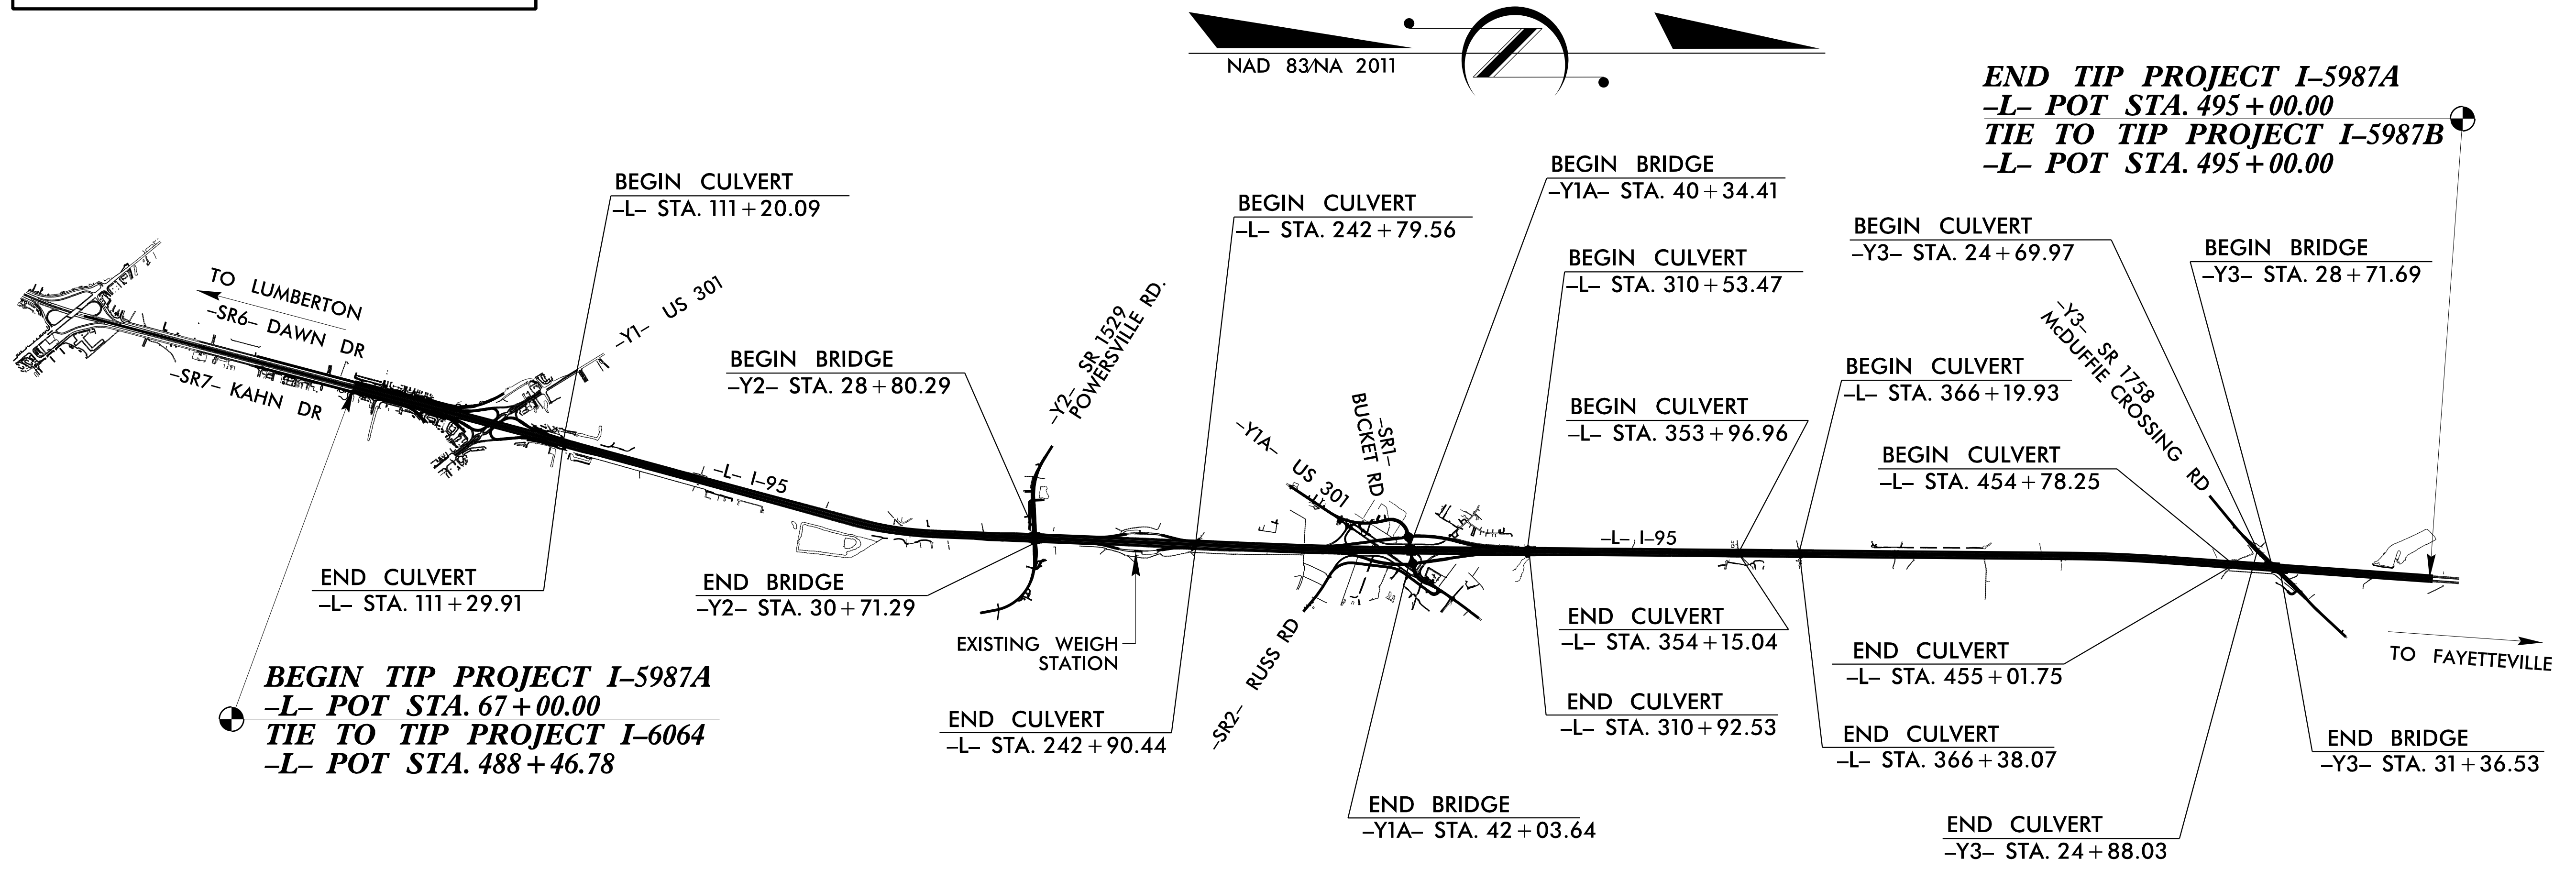 NAD 83/NA 2011
END TIP PROJECT I–5987A
–L– POT STA. 495+00.00
TIE TO TIP PROJECT I–5987B
–L– POT STA. 495+00.00
BEGIN CULVERT
–L– STA. 111+20.09
BEGIN CULVERT
–L– STA. 242+79.56
BEGIN BRIDGE
–Y1A– STA. 40+34.41
BEGIN CULVERT
–L– STA. 310+53.47
BEGIN CULVERT
–Y3– STA. 24+69.97
BEGIN BRIDGE
–Y3– STA. 28+71.69
TO LUMBERTON
–SR6– DAWN DR
–SR7– KAHN DR
–Y1– US 301
BEGIN BRIDGE
–Y2– STA. 28+80.29
–Y2– SR 1529
POWERSVILLE RD.
–L– I–95
–Y1A– US 301
–SR1–
BUCKET RD
BEGIN CULVERT
–L– STA. 353+96.96
BEGIN CULVERT
–L– STA. 366+19.93
BEGIN CULVERT
–L– STA. 454+78.25
–Y3– SR 1758
McDUFFIE CROSSING RD
–L– I–95
END CULVERT
–L– STA. 111+29.91
END BRIDGE
–Y2– STA. 30+71.29
EXISTING WEIGH
STATION
–SR2– RUSS RD
END CULVERT
–L– STA. 354+15.04
END CULVERT
–L– STA. 455+01.75
TO FAYETTEVILLE
BEGIN TIP PROJECT I–5987A
–L– POT STA. 67+00.00
TIE TO TIP PROJECT I–6064
–L– POT STA. 488+46.78
END CULVERT
–L– STA. 242+90.44
END CULVERT
–L– STA. 310+92.53
END CULVERT
–L– STA. 366+38.07
END BRIDGE
–Y3– STA. 31+36.53
END BRIDGE
–Y1A– STA. 42+03.64
END CULVERT
–Y3– STA. 24+88.03